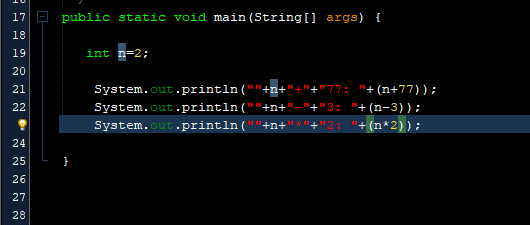 17 public static void main(String[] args) {
18
19 int n=2;
20
21 System.out.println(""+n+"+"+"77: "+(n+77));
22 System.out.println(""+n+"-"+"3: "+(n-3));
System.out.println(""+n+"*"+"2: "+(n*2));
24
25 }
26
27
28